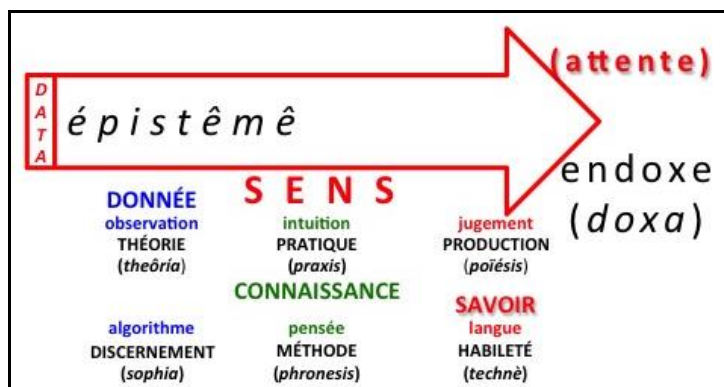 (attente)
DATA
épistêmê
endoxe
(doxa)
SENS
DONNÉE
observation intuition jugement
THÉORIE PRATIQUE PRODUCTION
(theôría) (praxis) (poïésis)
CONNAISSANCE
SAVOIR
algorithme pensée langue
DISCERNEMENT MÉTHODE HABILETÉ
(sophia) (phronesis) (technè)